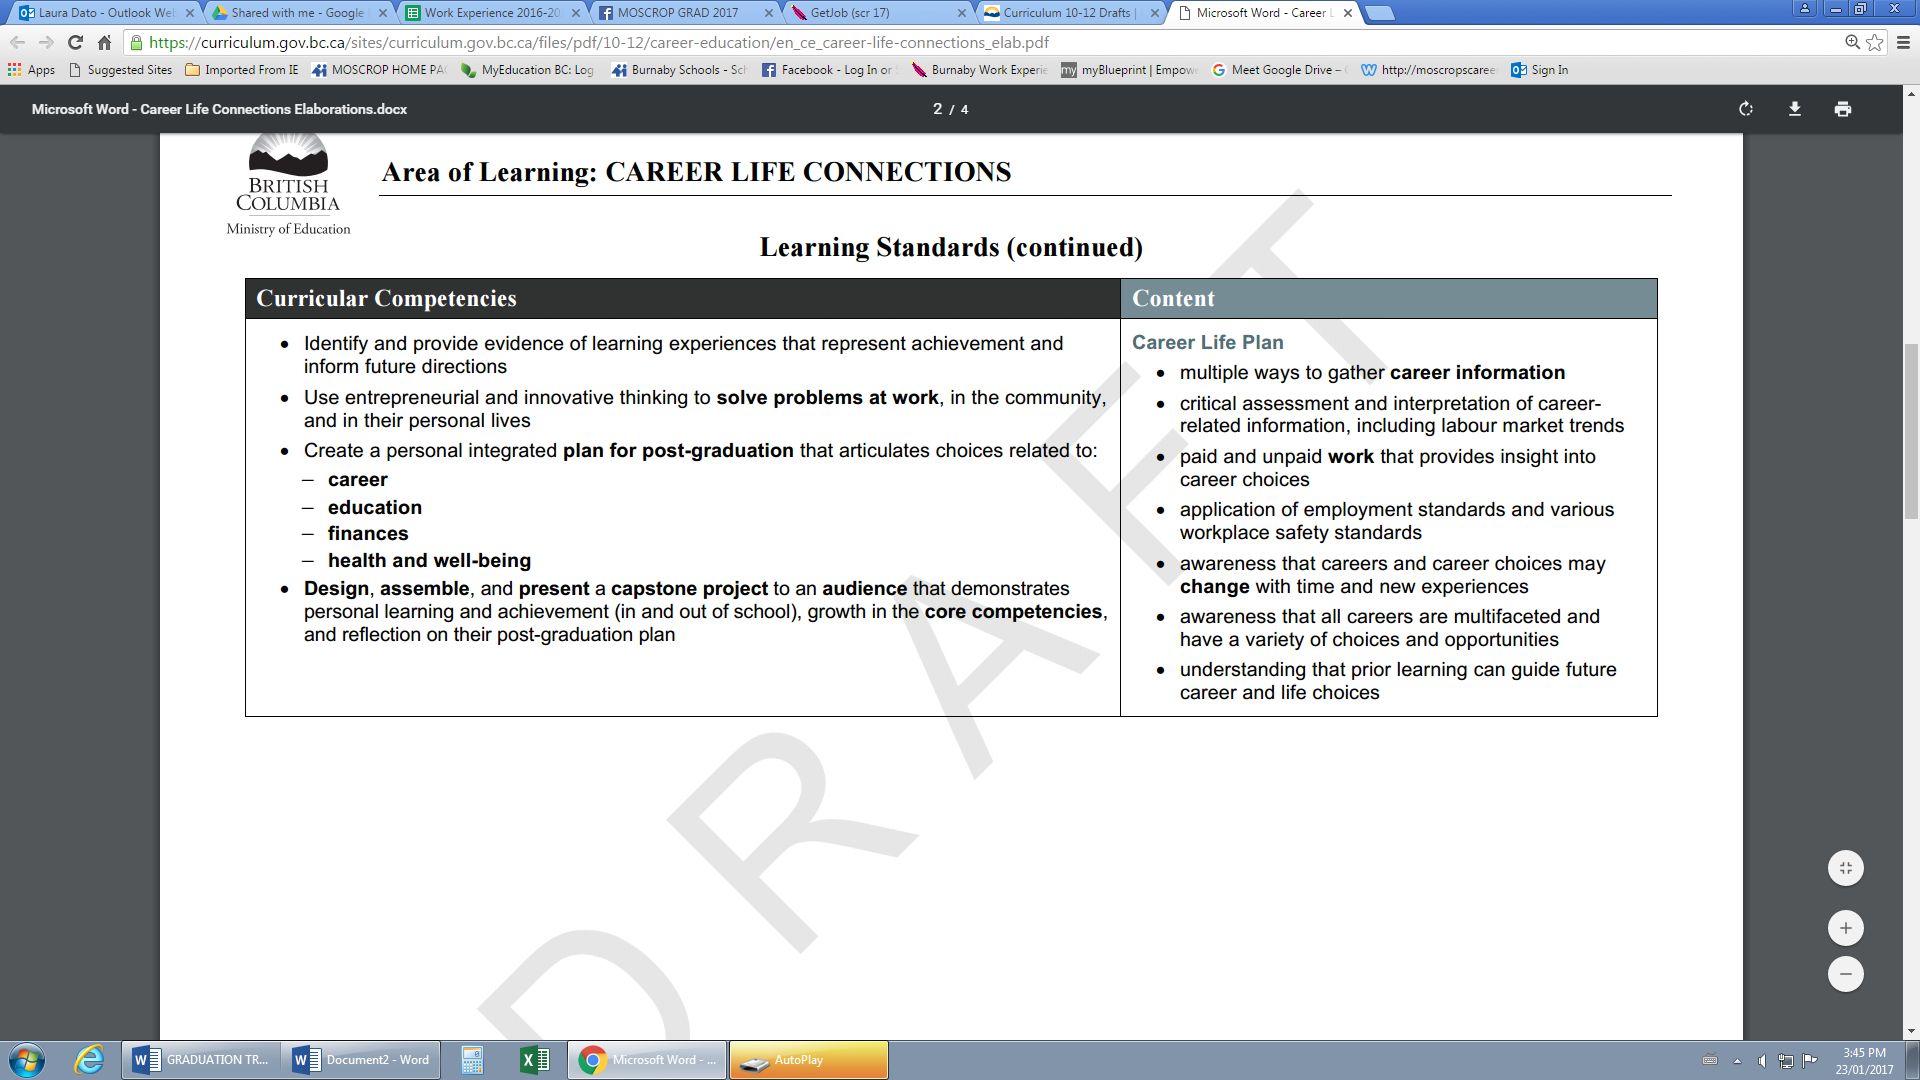 Laura Dato - Outlook Wel
Shared with me - Google
Work Experience 2016-20
MOSCROP GRAD 2017
GetJob (scr 17)
Curriculum 10-12 Drafts |
Microsoft Word - Career L
https://curriculum.gov.bc.ca/sites/curriculum.gov.bc.ca/files/pdf/10-12/career-education/en_ce_career-life-connections_elab.pdf
Apps
Suggested Sites
Imported From IE
MOSCROP HOME PA
MyEducation BC: Log
Burnaby Schools - Sc
Facebook - Log In or
Burnaby Work Experie
my
myBlueprint | Empow
Meet Google Drive –
http://moscropscaree
Sign In
Microsoft Word - Career Life Connections Elaborations.docx
2 / 4
BRITISH
COLUMBIA
Ministry of Education
Area of Learning: CAREER LIFE CONNECTIONS
Learning Standards (continued)
Curricular Competencies
• Identify and provide evidence of learning experiences that represent achievement and
inform future directions
• Use entrepreneurial and innovative thinking to solve problems at work, in the community,
and in their personal lives
• Create a personal integrated plan for post-graduation that articulates choices related to:
– career
– education
– finances
– health and well-being
• Design, assemble, and present a capstone project to an audience that demonstrates
personal learning and achievement (in and out of school), growth in the core competencies,
and reflection on their post-graduation plan
Content
Career Life Plan
• multiple ways to gather career information
• critical assessment and interpretation of career-
related information, including labour market trends
• paid and unpaid work that provides insight into
career choices
• application of employment standards and various
workplace safety standards
• awareness that careers and career choices may
change with time and new experiences
• awareness that all careers are multifaceted and
have a variety of choices and opportunities
• understanding that prior learning can guide future
career and life choices
DRAFT
GRADUATION TR...
Document2 - Word
Microsoft Word - ...
AutoPlay
3:45 PM
23/01/2017